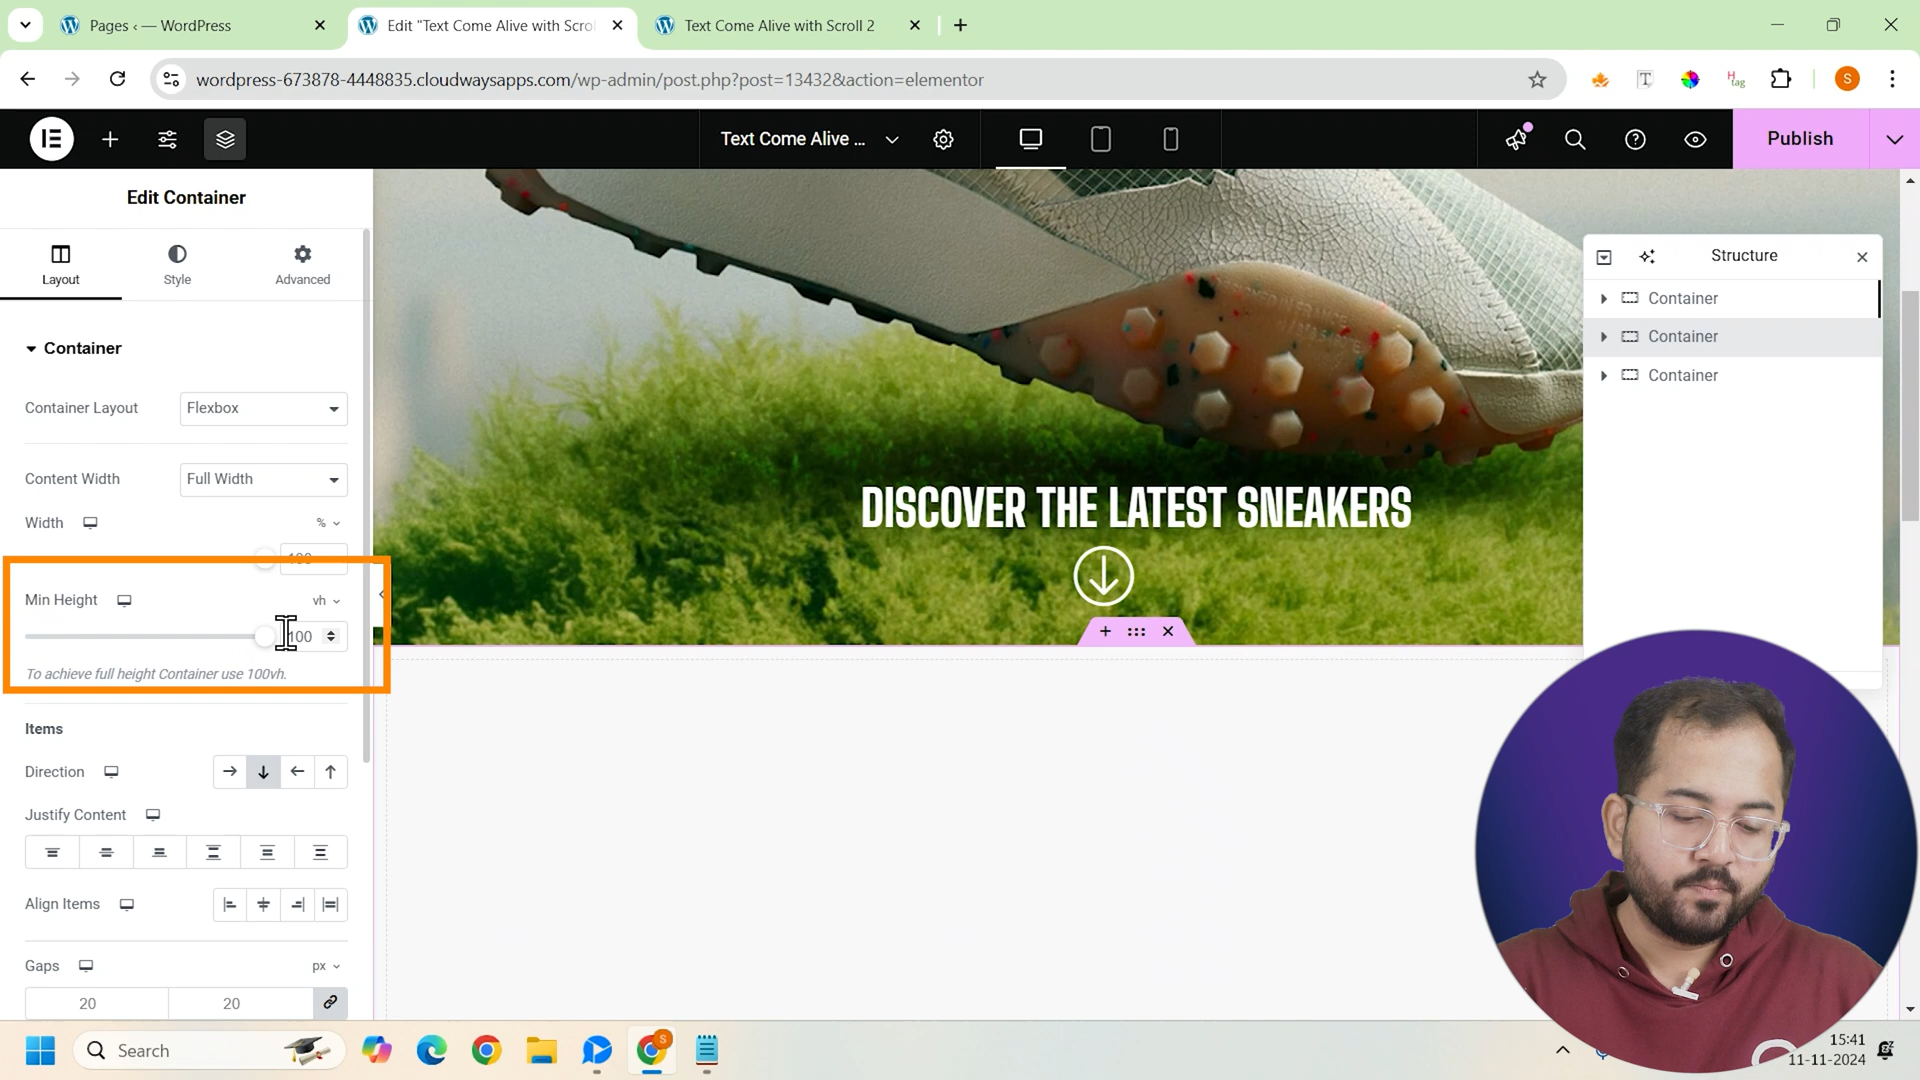 Pages ‹ — WordPress
Edit "Text Come Alive with Scro
Text Come Alive with Scroll 2
wordpress-673878-4448835.cloudwaysapps.com/wp-admin/post.php?post=13432&action=elementor
T
H
tag
S
Text Come Alive ...
Publish
Edit Container
Layout
Style
Advanced
Container
Container Layout
Flexbox
Content Width
Full Width
Width
%
100
Min Height
vh
100
To achieve full height Container use 100vh.
Items
Direction
Justify Content
Align Items
Gaps
px
20
20
DISCOVER THE LATEST SNEAKERS
Structure
Container
Container
Container
Search
S
15:41
11-11-2024